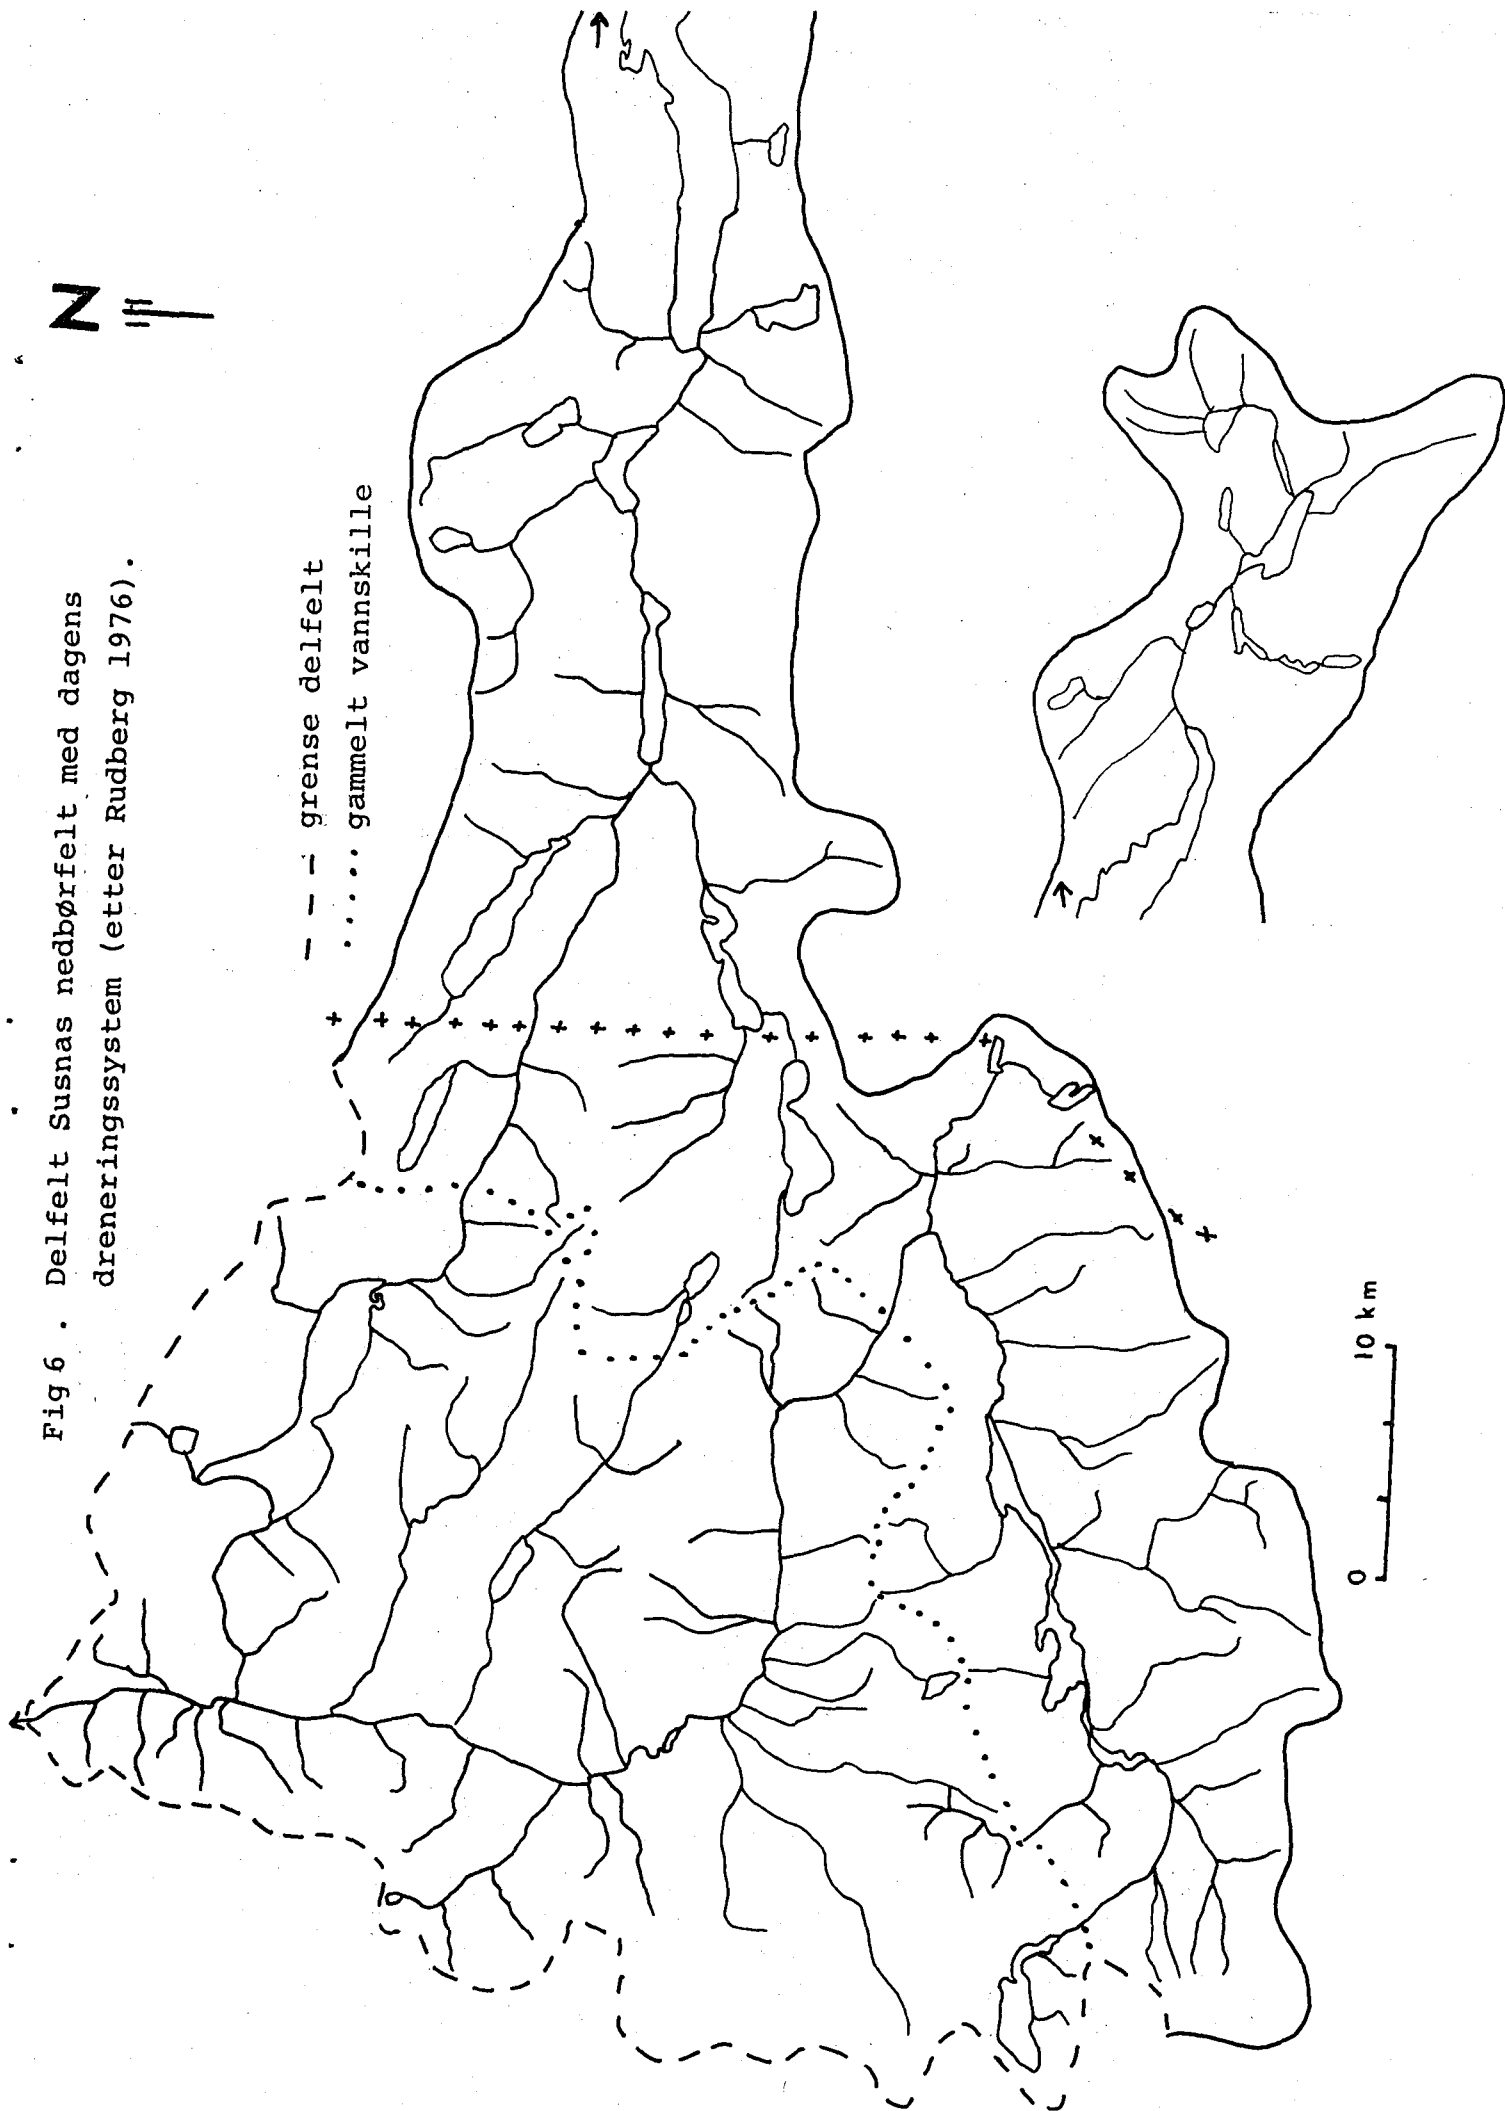 Fig 6 . Delfelt Susnas nedbørfelt med dagens
dreneringssystem (etter Rudberg 1976).
N
– – – grense delfelt
..... gammelt vannskille
0 10 km